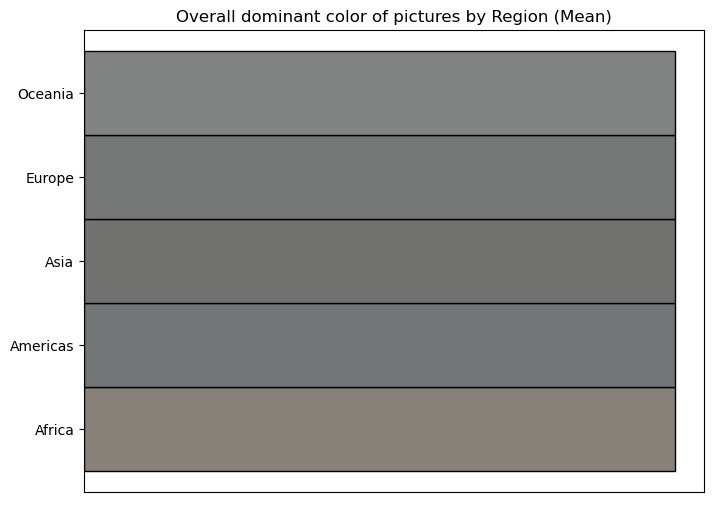 Overall dominant color of pictures by Region (Mean)
Oceania
Europe
Asia
Americas
Africa